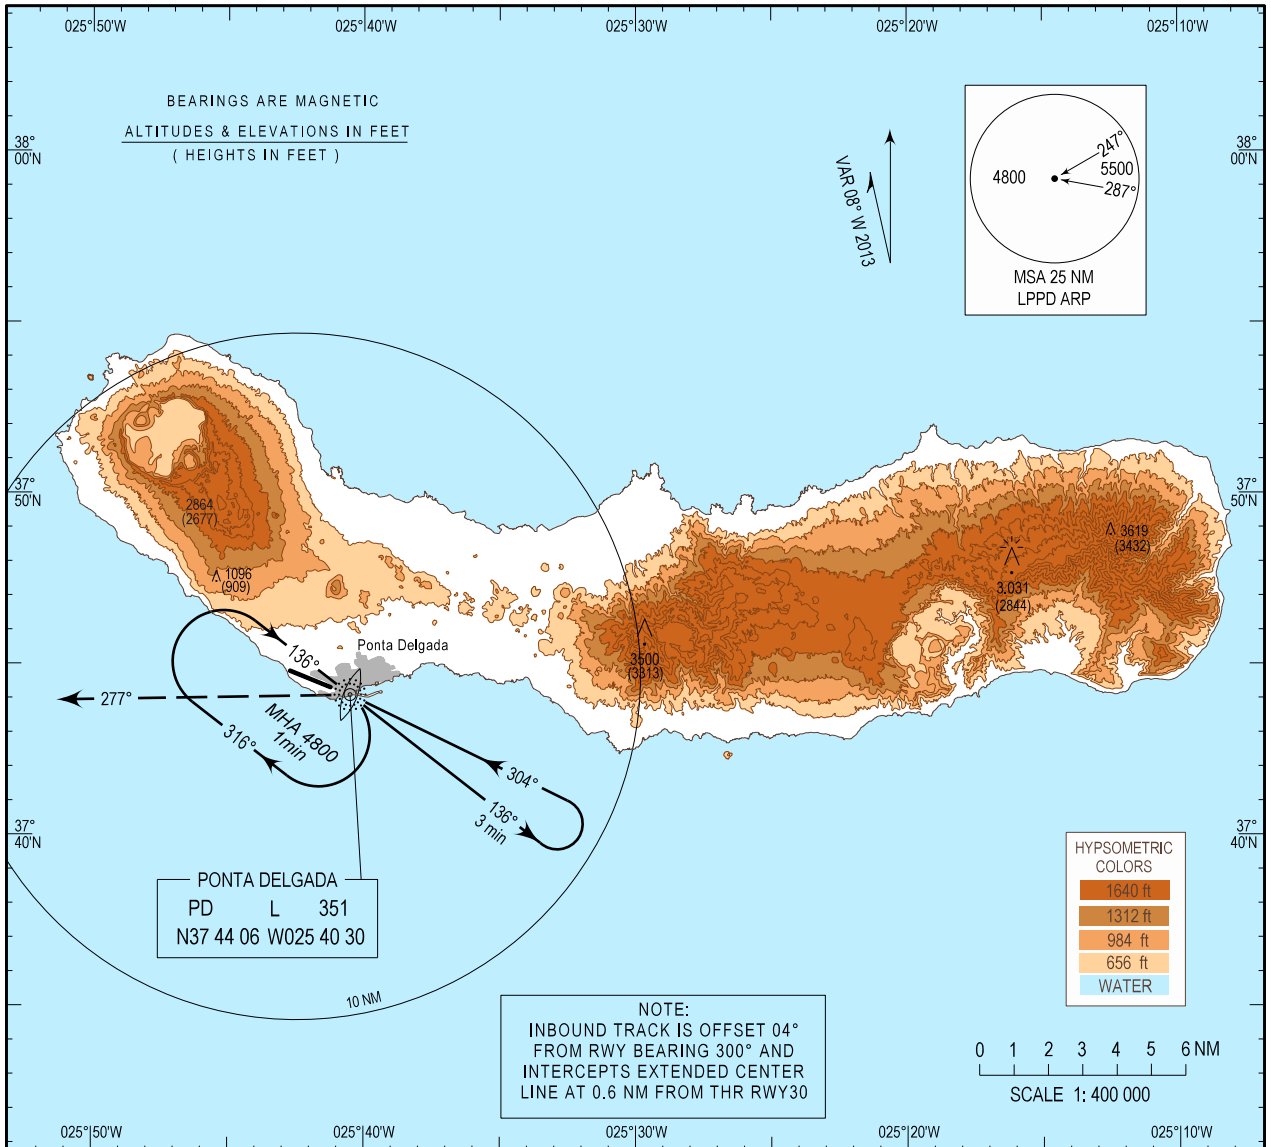 025°50'W
025°40'W
025°30'W
025°20'W
025°10'W
BEARINGS ARE MAGNETIC
ALTITUDES & ELEVATIONS IN FEET
( HEIGHTS IN FEET )
38°
00'N
38°
00'N
VAR 08° W 2013
247°
4800
5500
287°
MSA 25 NM
LPPD ARP
37°
50'N
37°
50'N
2864
(2677)
1096
(909)
3619
(3432)
3.031
(2844)
3500
(3313)
Ponta Delgada
136°
277°
316°
MHA 4800
1min
304°
136°
3 min
37°
40'N
37°
40'N
PONTA DELGADA
PD L 351
N37 44 06 W025 40 30
10 NM
HYPSOMETRIC
COLORS
1640 ft
1312 ft
984 ft
656 ft
WATER
NOTE:
INBOUND TRACK IS OFFSET 04°
FROM RWY BEARING 300° AND
INTERCEPTS EXTENDED CENTER
LINE AT 0.6 NM FROM THR RWY30
0 1 2 3 4 5 6 NM
SCALE 1: 400 000
025°50'W
025°40'W
025°30'W
025°20'W
025°10'W